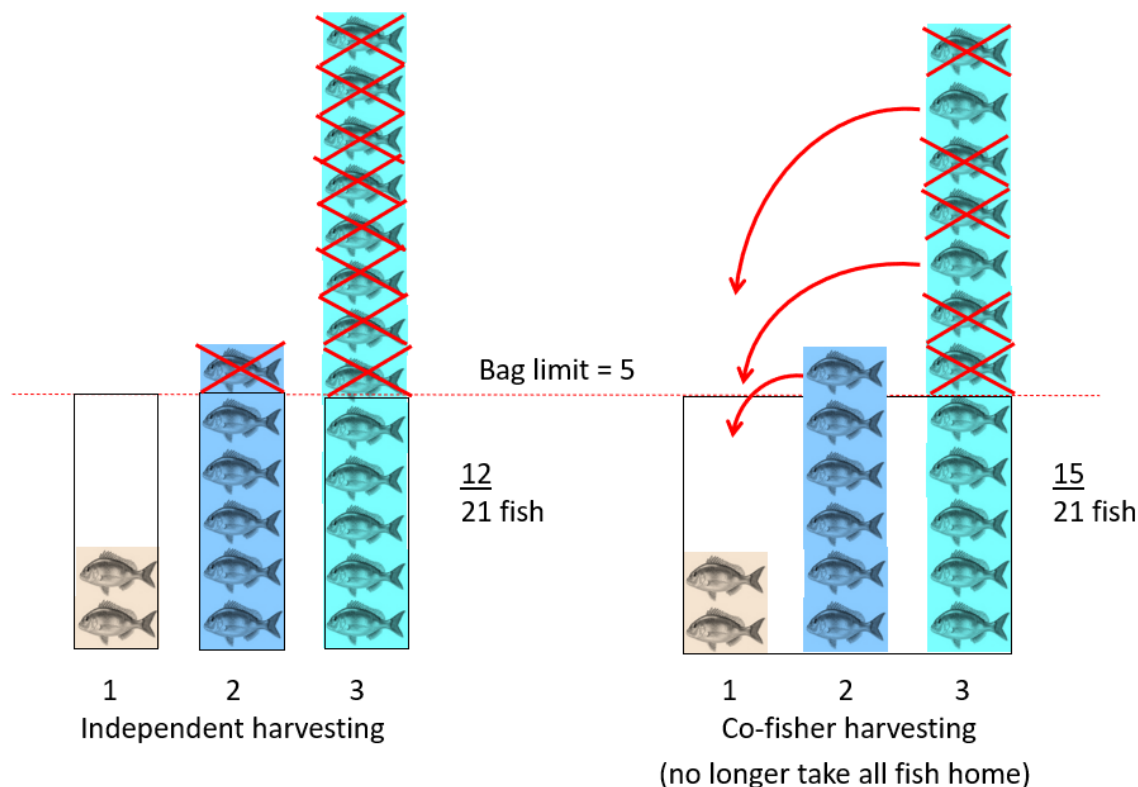 Bag limit = 5
12
21 fish
15
21 fish
1 2 3
Independent harvesting
1 2 3
Co-fisher harvesting
(no longer take all fish home)